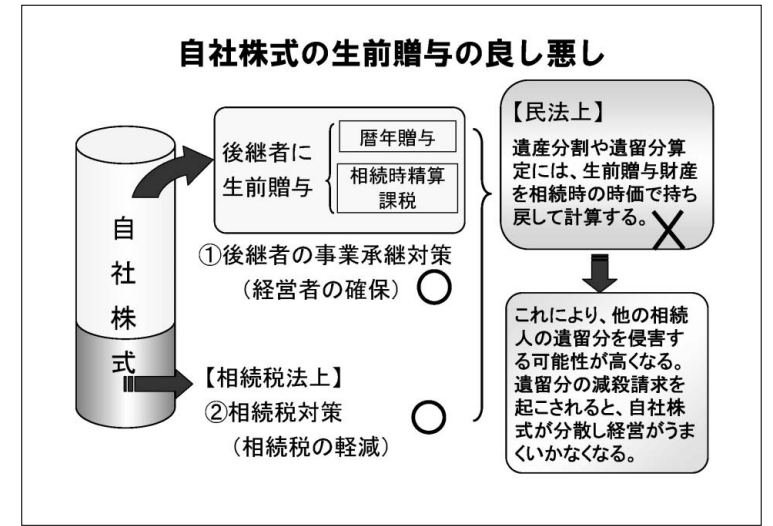 自社株式の生前贈与の良し悪し
自社株式
後継者に
生前贈与
暦年贈与
相続時精算
課税
①後継者の事業承継対策
（経営者の確保）
【相続税法上】
②相続税対策
（相続税の軽減）
【民法上】
遺産分割や遺留分算
定には、生前贈与財産
を相続時の時価で持ち
戻して計算する。
これにより、他の相続
人の遺留分を侵害する
可能性が高くなる。
遺留分の減殺請求を
起こされると、自社株
式が分散し経営がうま
くいかなくなる。